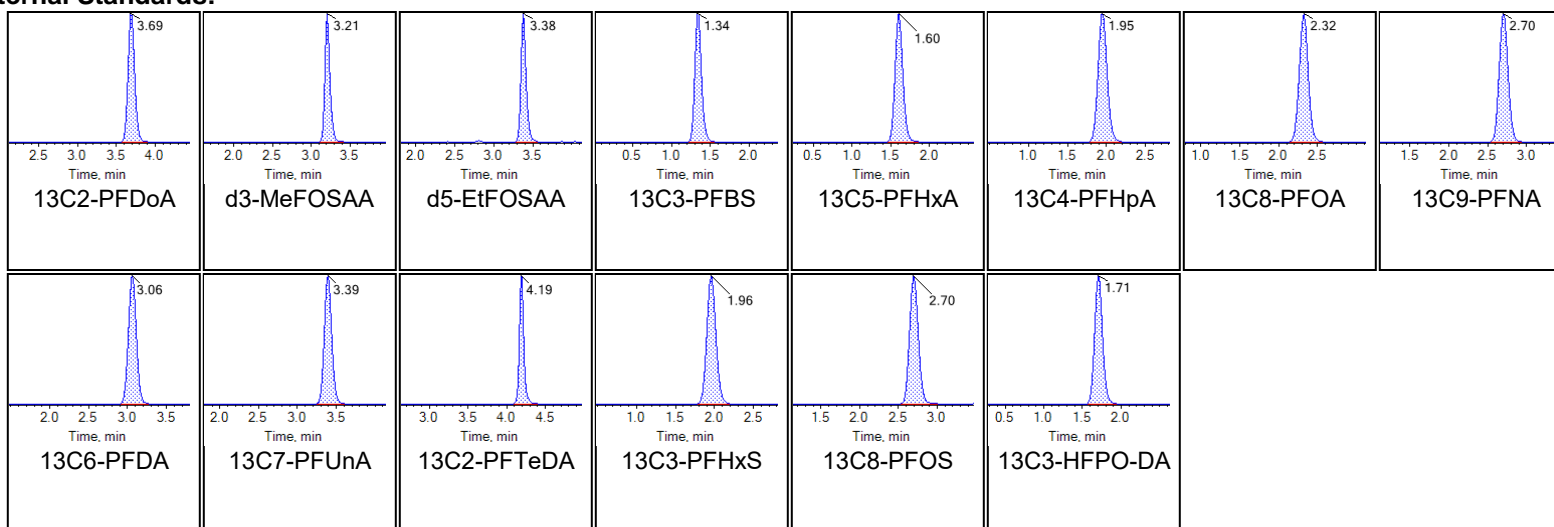 ternal Standards:
3.69 3.21 3.38 1.34 1.60 1.95 2.32 2.70
2.5 3.0 3.5 4.0 2.0 2.5 3.0 3.5 2.0 2.5 3.0 3.5 0.5 1.0 1.5 2.0 0.5 1.0 1.5 2.0 1.0 1.5 2.0 2.5 1.0 1.5 2.0 2.5 1.5 2.0 2.5 3.0
Time, min Time, min Time, min Time, min Time, min Time, min Time, min Time, min
13C2-PFDoA d3-MeFOSAA d5-EtFOSAA 13C3-PFBS 13C5-PFHxA 13C4-PFHpA 13C8-PFOA 13C9-PFNA
3.06 3.39 4.19 1.96 2.70 1.71
2.0 2.5 3.0 3.5 2.0 2.5 3.0 3.5 3.0 3.5 4.0 4.5 1.0 1.5 2.0 2.5 1.5 2.0 2.5 3.0 0.5 1.0 1.5 2.0
Time, min Time, min Time, min Time, min Time, min Time, min
13C6-PFDA 13C7-PFUnA 13C2-PFTeDA 13C3-PFHxS 13C8-PFOS 13C3-HFPO-DA